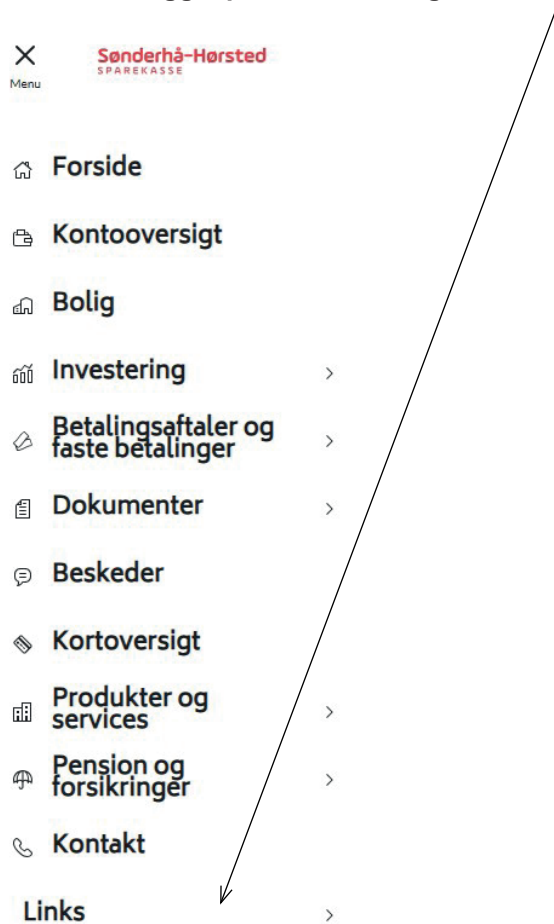 Sønderhå-Hørsted
SPAREKASSE
Menu
Forside
Kontooversigt
Bolig
Investering
Betalingsaftaler og
faste betalinger
Dokumenter
Beskeder
Kortoversigt
Produkter og
services
Pension og
forsikringer
Kontakt
Links